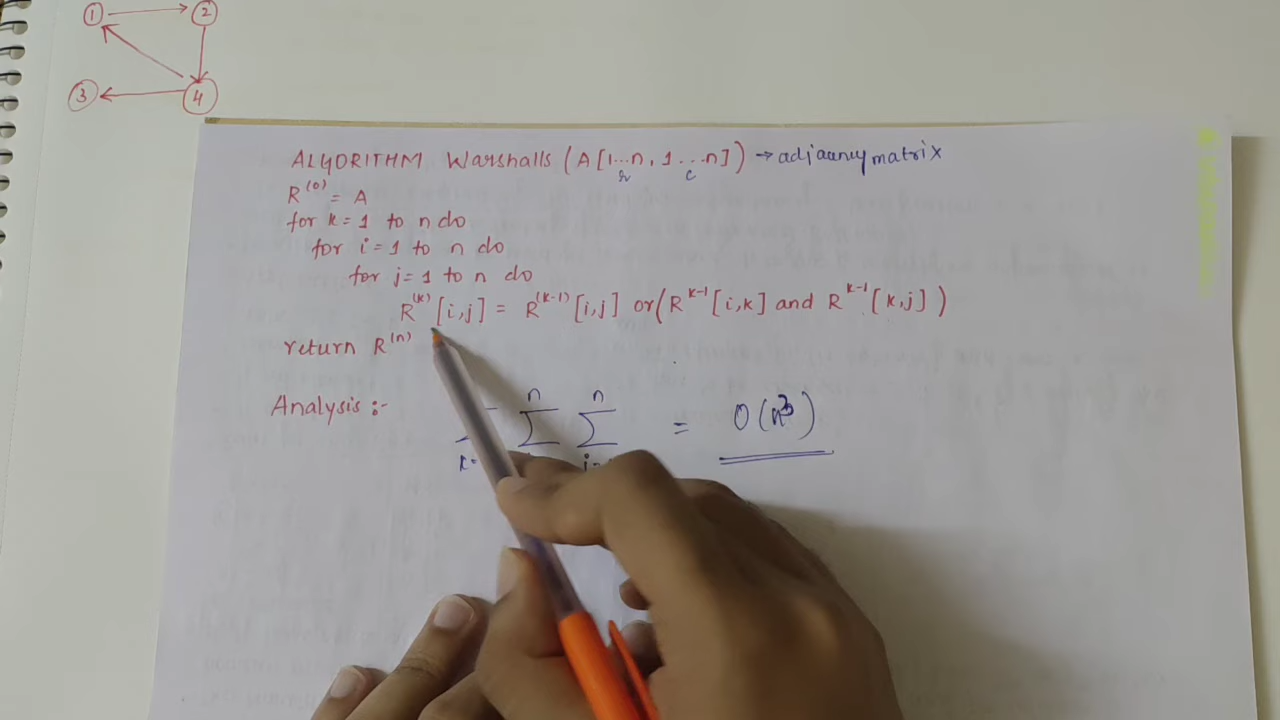 1 2
3 4
ALGORITHM Warshalls (A[1...n, 1...n]) → adjacency matrix
r c
R^(0) = A
for k=1 to n do
for i=1 to n do
for j=1 to n do
R^(k) [i,j] = R^(k-1) [i,j] or (R^k-1 [i,k] and R^k-1 [k,j])
return R^(n)
n n
Analysis :- Σ Σ = O(n³)